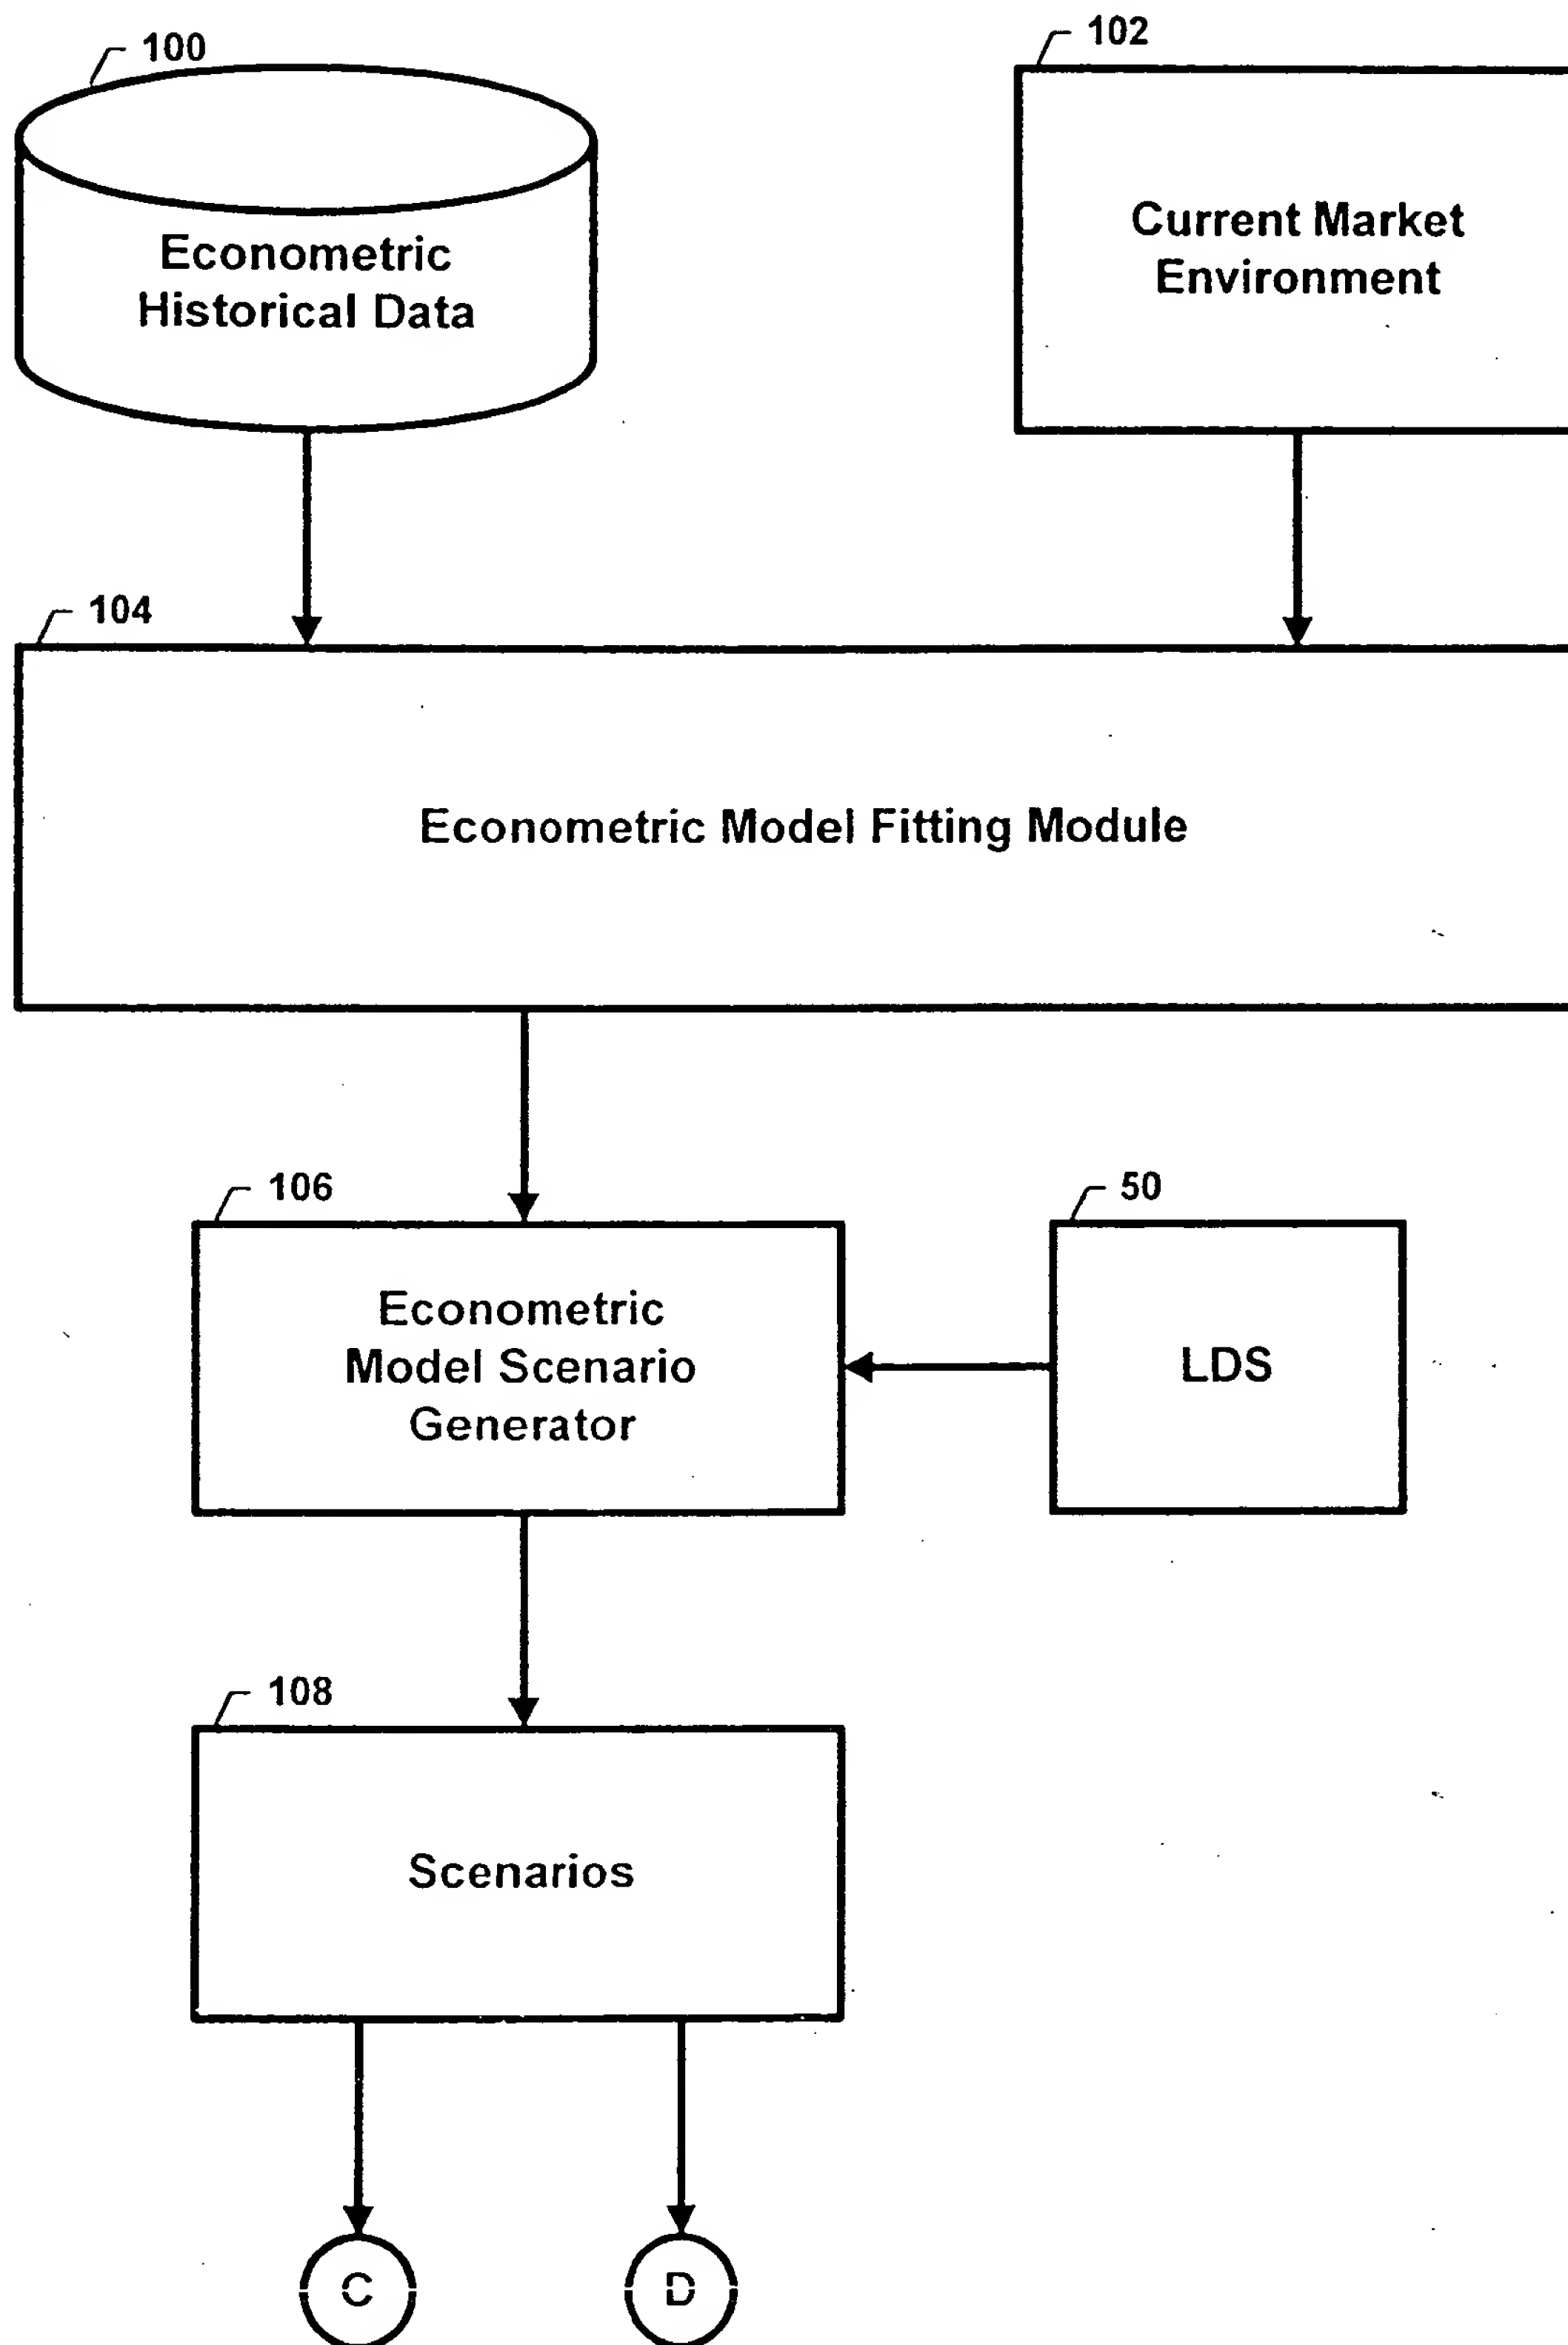 100
102
Econometric
Historical Data
Current Market
Environment
104
Econometric Model Fitting Module
106
50
Econometric
Model Scenario
Generator
LDS
108
Scenarios
C
D